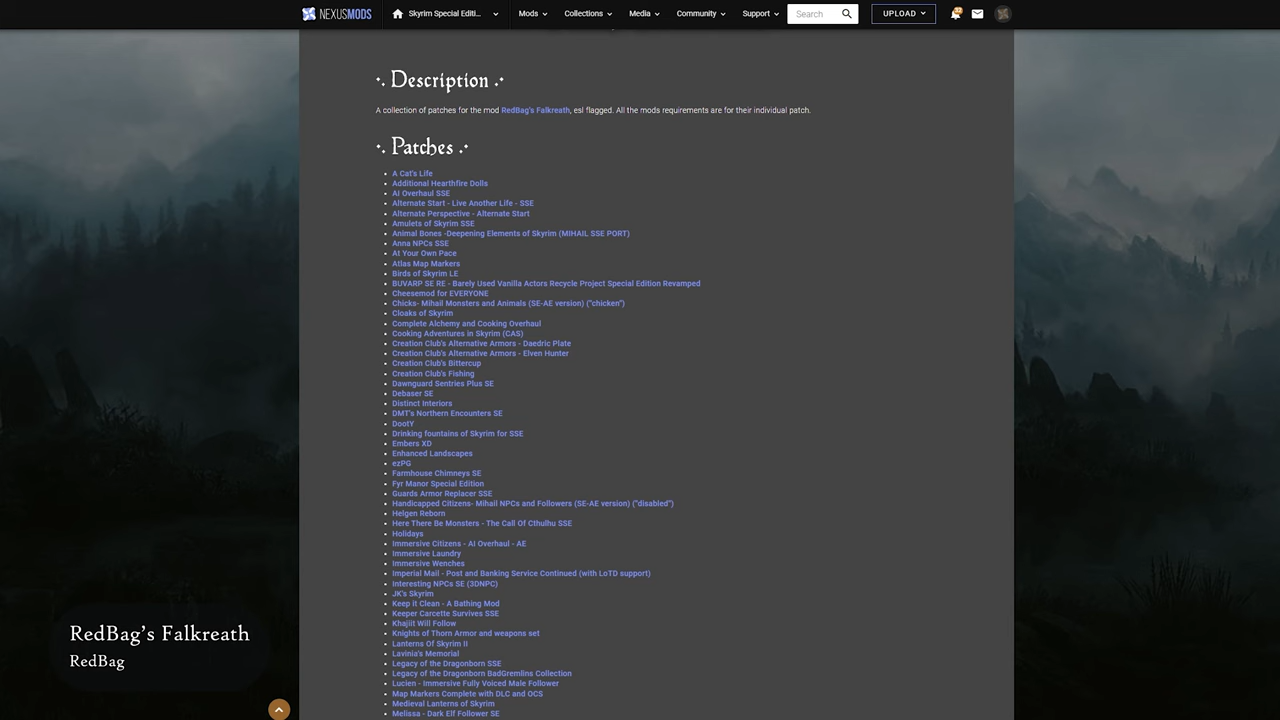 NEXUSMODS
Skyrim Special Editi...
Mods
Collections
Media
Community
Support
Search
UPLOAD
Description
A collection of patches for the mod RedBag's Falkreath, esl flagged. All the mods requirements are for their individual patch.
Patches
A Cat's Life
Additional Hearthfire Dolls
AI Overhaul SSE
Alternate Start - Live Another Life - SSE
Alternate Perspective - Alternate Start
Amulets of Skyrim SSE
Animal Bones -Deepening Elements of Skyrim (MIHAIL SSE PORT)
Anna NPCs SSE
At Your Own Pace
Atlas Map Markers
Birds of Skyrim LE
BUVARP SE RE - Barely Used Vanilla Actors Recycle Project Special Edition Revamped
Cheesemod for EVERYONE
Chicks- Mihail Monsters and Animals (SE-AE version) ("chicken")
Cloaks of Skyrim
Complete Alchemy and Cooking Overhaul
Cooking Adventures in Skyrim (CAS)
Creation Club's Alternative Armors - Daedric Plate
Creation Club's Alternative Armors - Elven Hunter
Creation Club's Bittercup
Creation Club's Fishing
Dawnguard Sentries Plus SE
Debaser SE
Distinct Interiors
DMT's Northern Encounters SE
DootY
Drinking fountains of Skyrim for SSE
Embers XD
Enhanced Landscapes
ezPG
Farmhouse Chimneys SE
Fyr Manor Special Edition
Guards Armor Replacer SSE
Handicapped Citizens- Mihail NPCs and Followers (SE-AE version) ("disabled")
Helgen Reborn
Here There Be Monsters - The Call Of Cthulhu SSE
Holidays
Immersive Citizens - AI Overhaul - AE
Immersive Laundry
Immersive Wenches
Imperial Mail - Post and Banking Service Continued (with LoTD support)
Interesting NPCs SE (3DNPC)
JK's Skyrim
Keep it Clean - A Bathing Mod
Keeper Carcette Survives SSE
Khajiit Will Follow
Knights of Thorn Armor and weapons set
Lanterns Of Skyrim II
Lavinia's Memorial
Legacy of the Dragonborn SSE
Legacy of the Dragonborn BadGremlins Collection
Lucien - Immersive Fully Voiced Male Follower
Map Markers Complete with DLC and OCS
Medieval Lanterns of Skyrim
Melissa - Dark Elf Follower SE
RedBag's Falkreath
RedBag